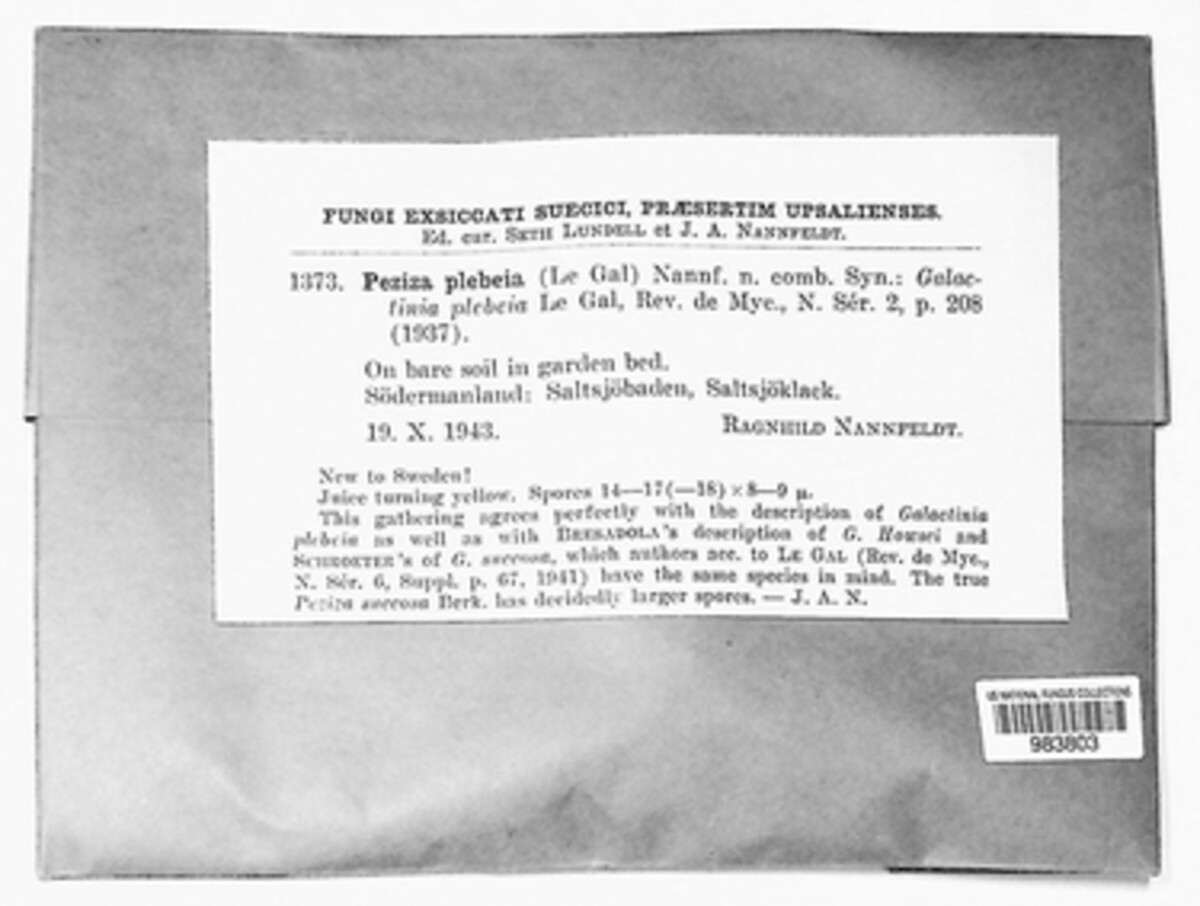 FUNGI EXSICCATI SUECICI, PRÆSERTIM UPSALIENSES.
Ed. cur. SETH LUNDELL et J. A. NANNFELDT.
1373. Peziza plebeia (Le Gal) Nannf. n. comb. Syn.: Galac-
tinia plebeia Le Gal, Rev. de Myc., N. Sér. 2, p. 208
(1937).
On bare soil in garden bed.
Södermanland: Saltsjöbaden, Saltsjöklack.
19. X. 1943. RAGNHILD NANNFELDT.
New to Sweden!
Juice turning yellow. Spores 14—17(—18) × 8—9 µ.
This gathering agrees perfectly with the description of Galactinia
plebeia as well as with BRESADOLA's description of G. Howsei and
SCHROETER's of G. succosa, which authors acc. to LE GAL (Rev. de Myc.,
N. Sér. 6, Suppl. p. 67, 1941) have the same species in mind. The true
Peziza succosa Berk. has decidedly larger spores. — J. A. N.
US NATIONAL FUNGUS COLLECTIONS
983803